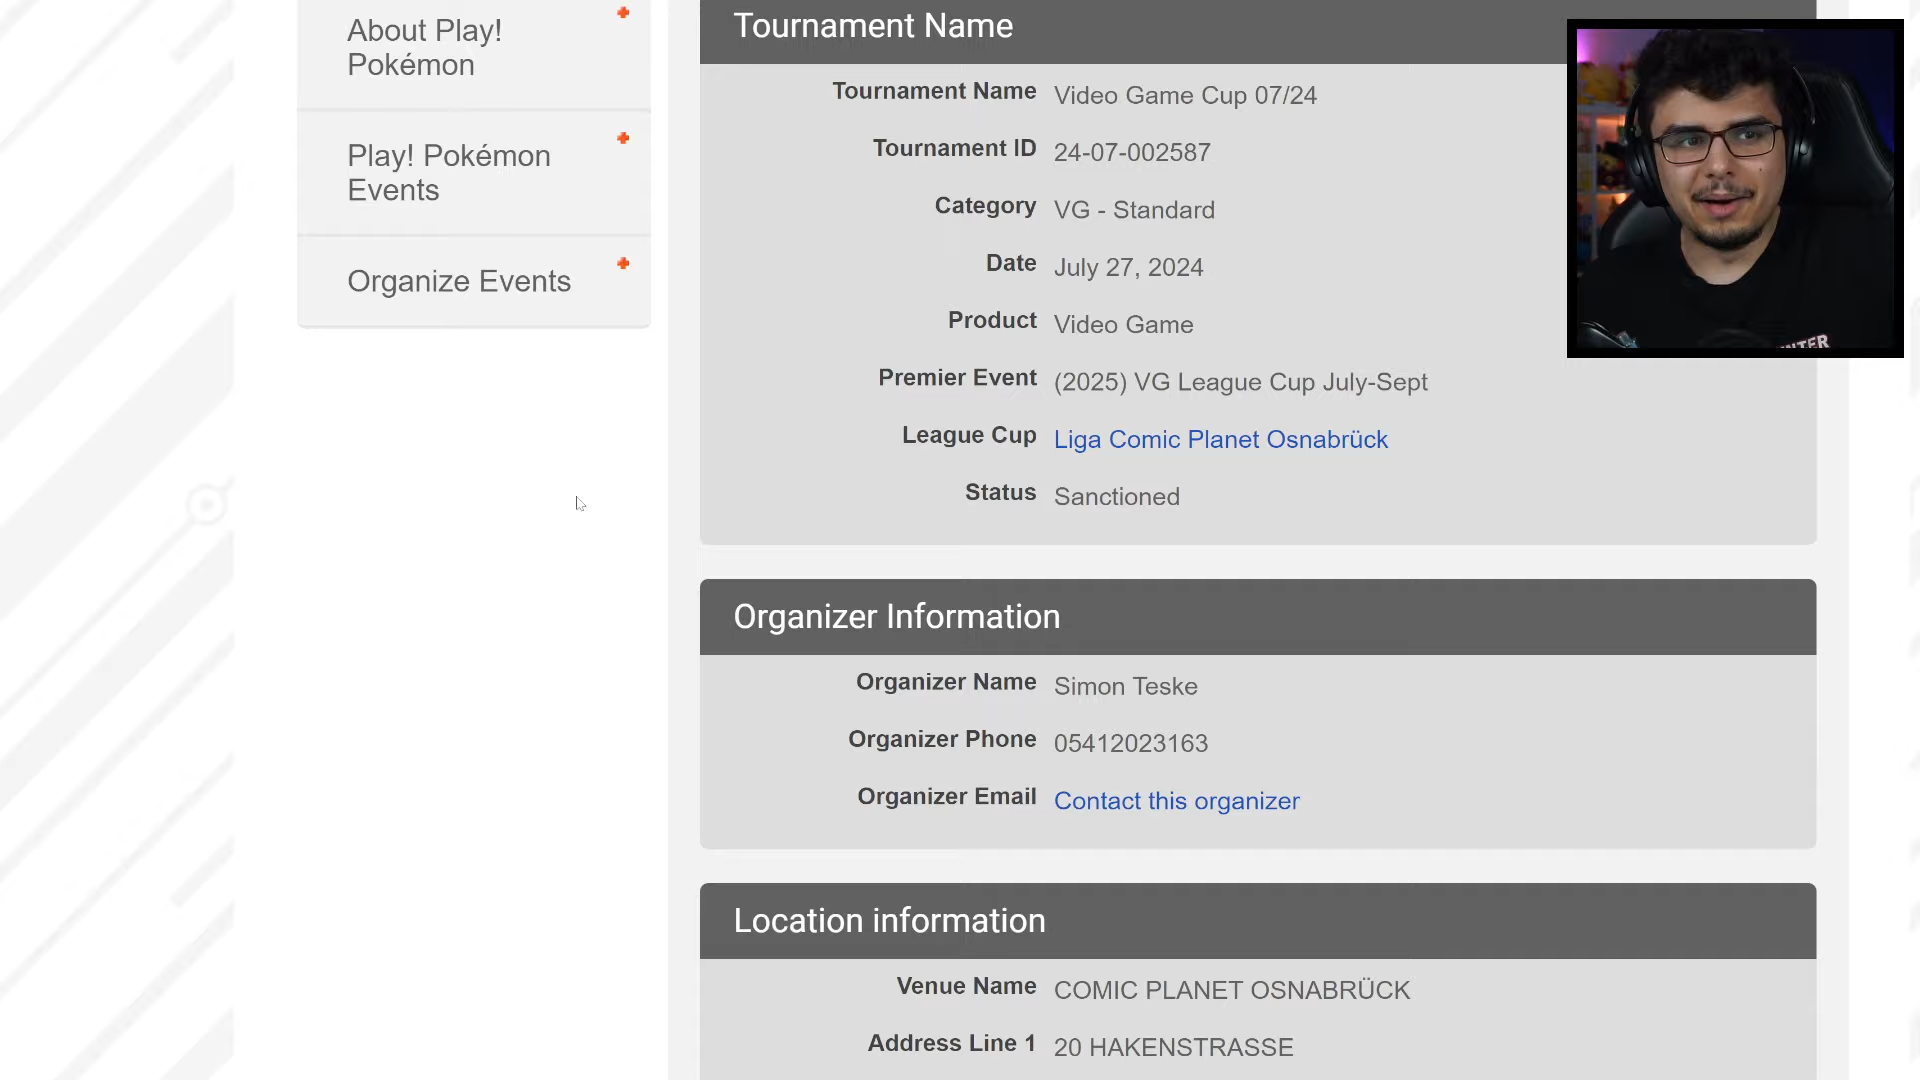 About Play!
Pokémon
Play! Pokémon
Events
Organize Events
Tournament Name
Tournament Name Video Game Cup 07/24
Tournament ID 24-07-002587
Category VG - Standard
Date July 27, 2024
Product Video Game
Premier Event (2025) VG League Cup July-Sept
League Cup Liga Comic Planet Osnabrück
Status Sanctioned
Organizer Information
Organizer Name Simon Teske
Organizer Phone 05412023163
Organizer Email Contact this organizer
Location information
Venue Name COMIC PLANET OSNABRÜCK
Address Line 1 20 HAKENSTRASSE